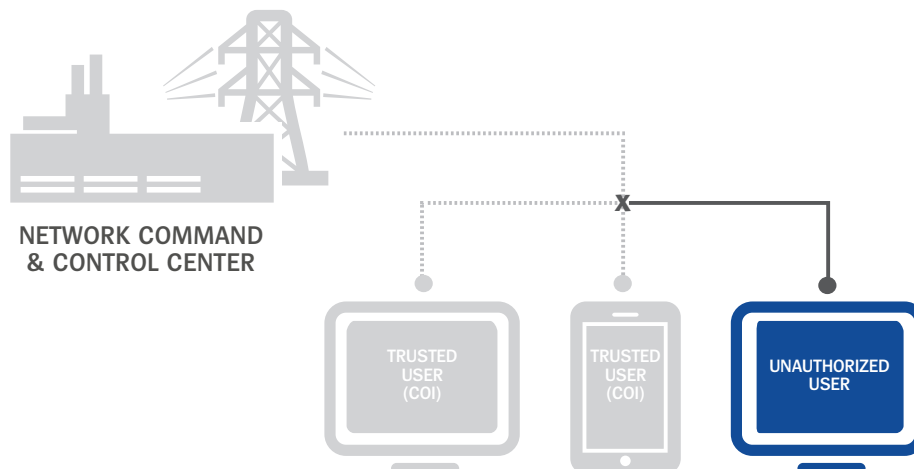 NETWORK COMMAND
& CONTROL CENTER
X
TRUSTED
USER
(COI)
TRUSTED
USER
(COI)
UNAUTHORIZED
USER